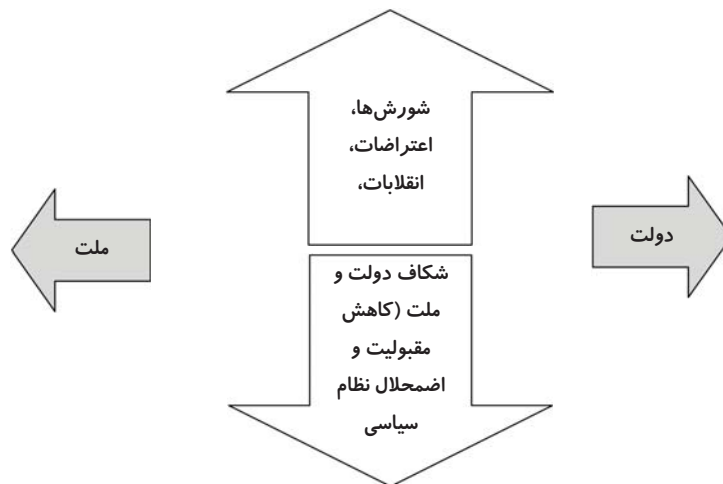 شورش‌ها،
اعتراضات،
انقلابات،
دولت
ملت
شکاف دولت و
ملت (کاهش
مقبولیت و
اضمحلال نظام
سیاسی